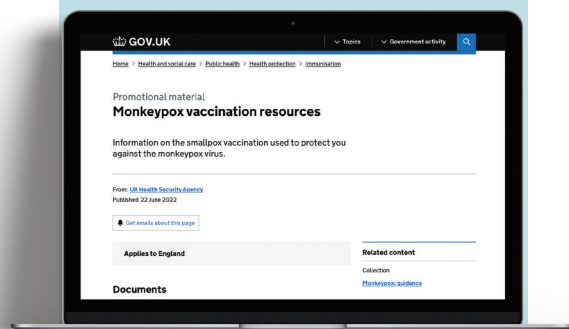 GOV.UK
Topics
Government activity
Home > Health and social care > Public health > Health protection > Immunisation
Promotional material
Monkeypox vaccination resources
Information on the smallpox vaccination used to protect you
against the monkeypox virus.
From: UK Health Security Agency
Published 22 June 2022
Get emails about this page
Applies to England
Related content
Collection
Monkeypox: guidance
Documents